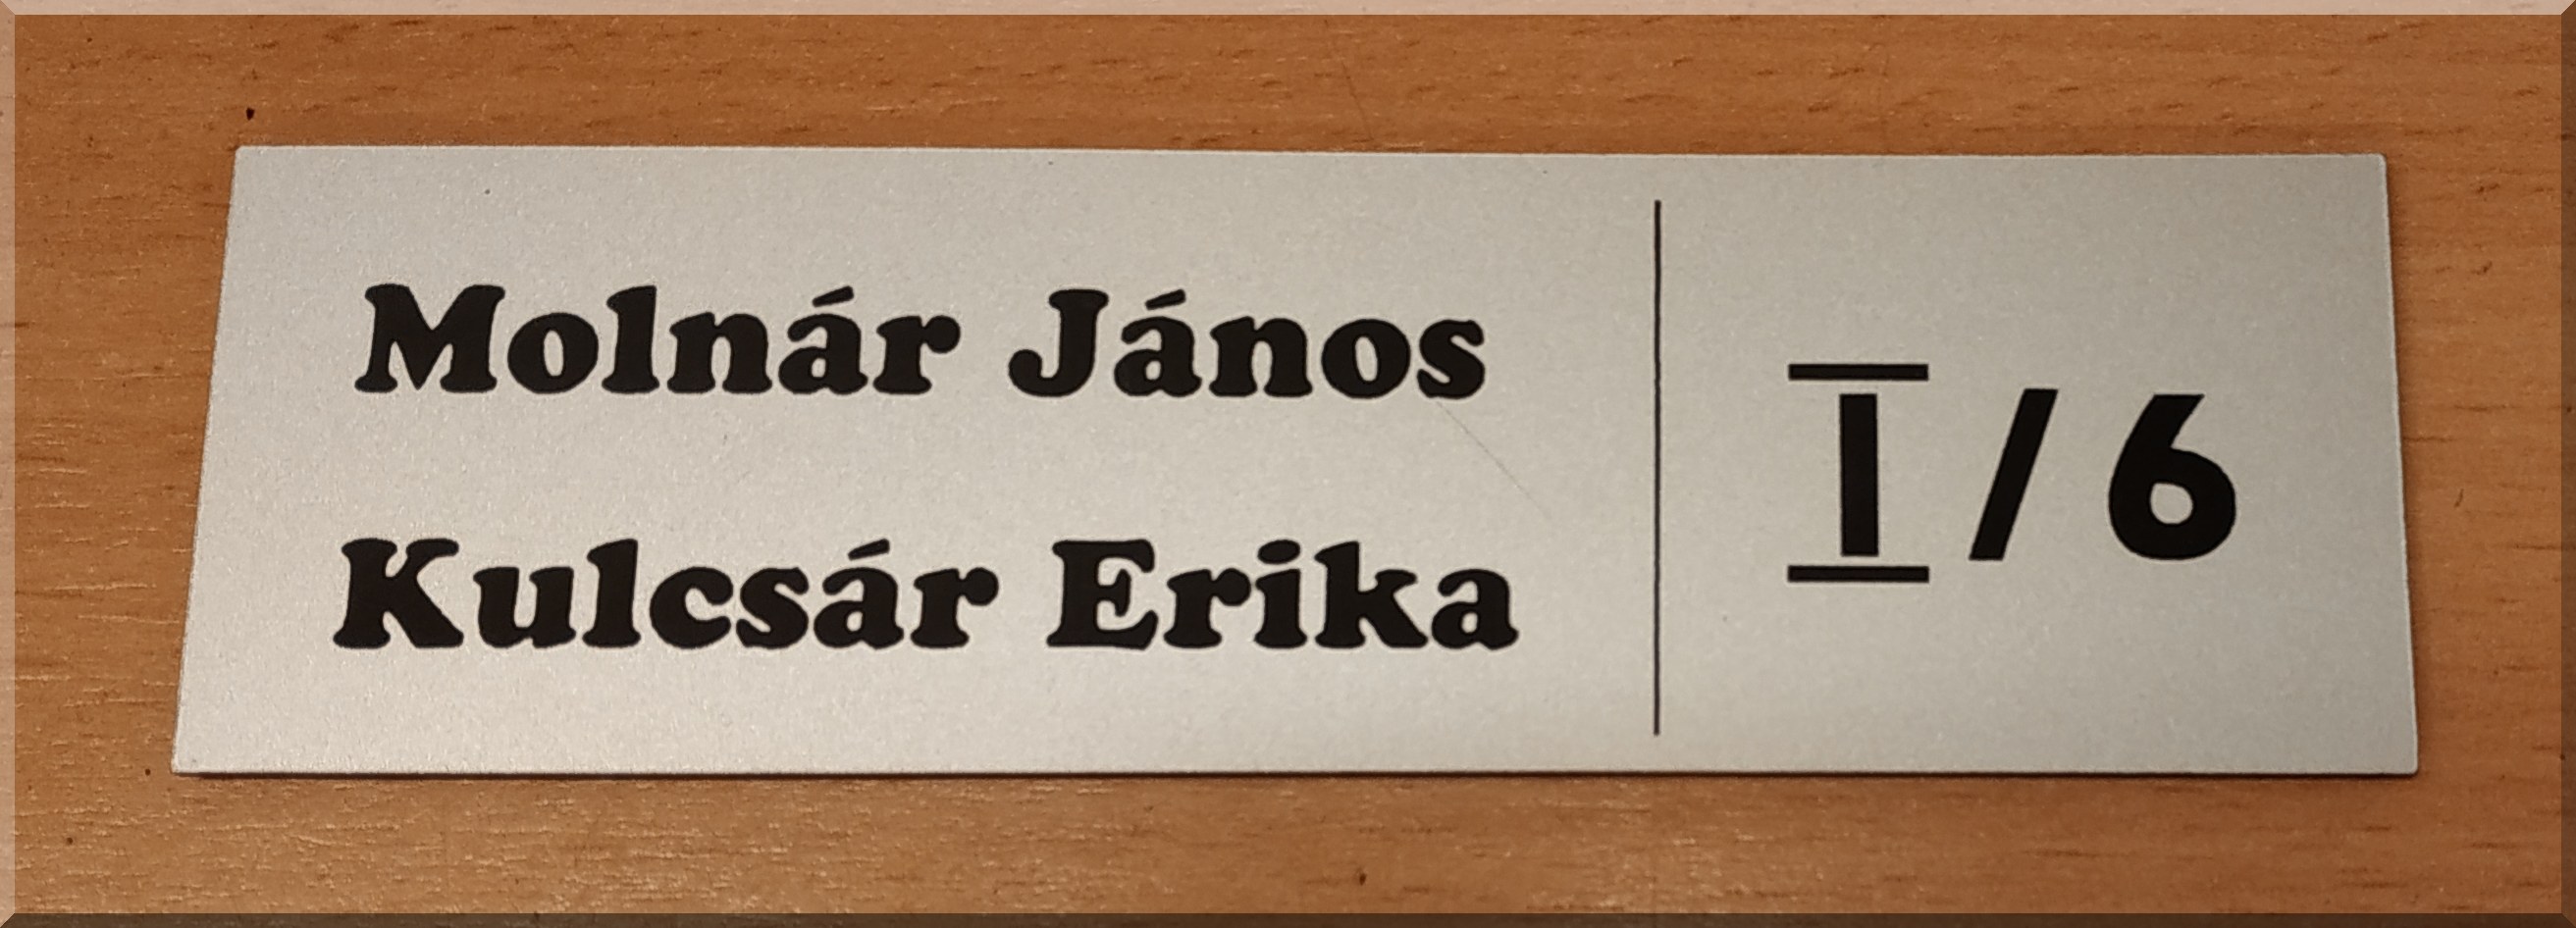 Molnár János
Kulcsár Erika
I/6